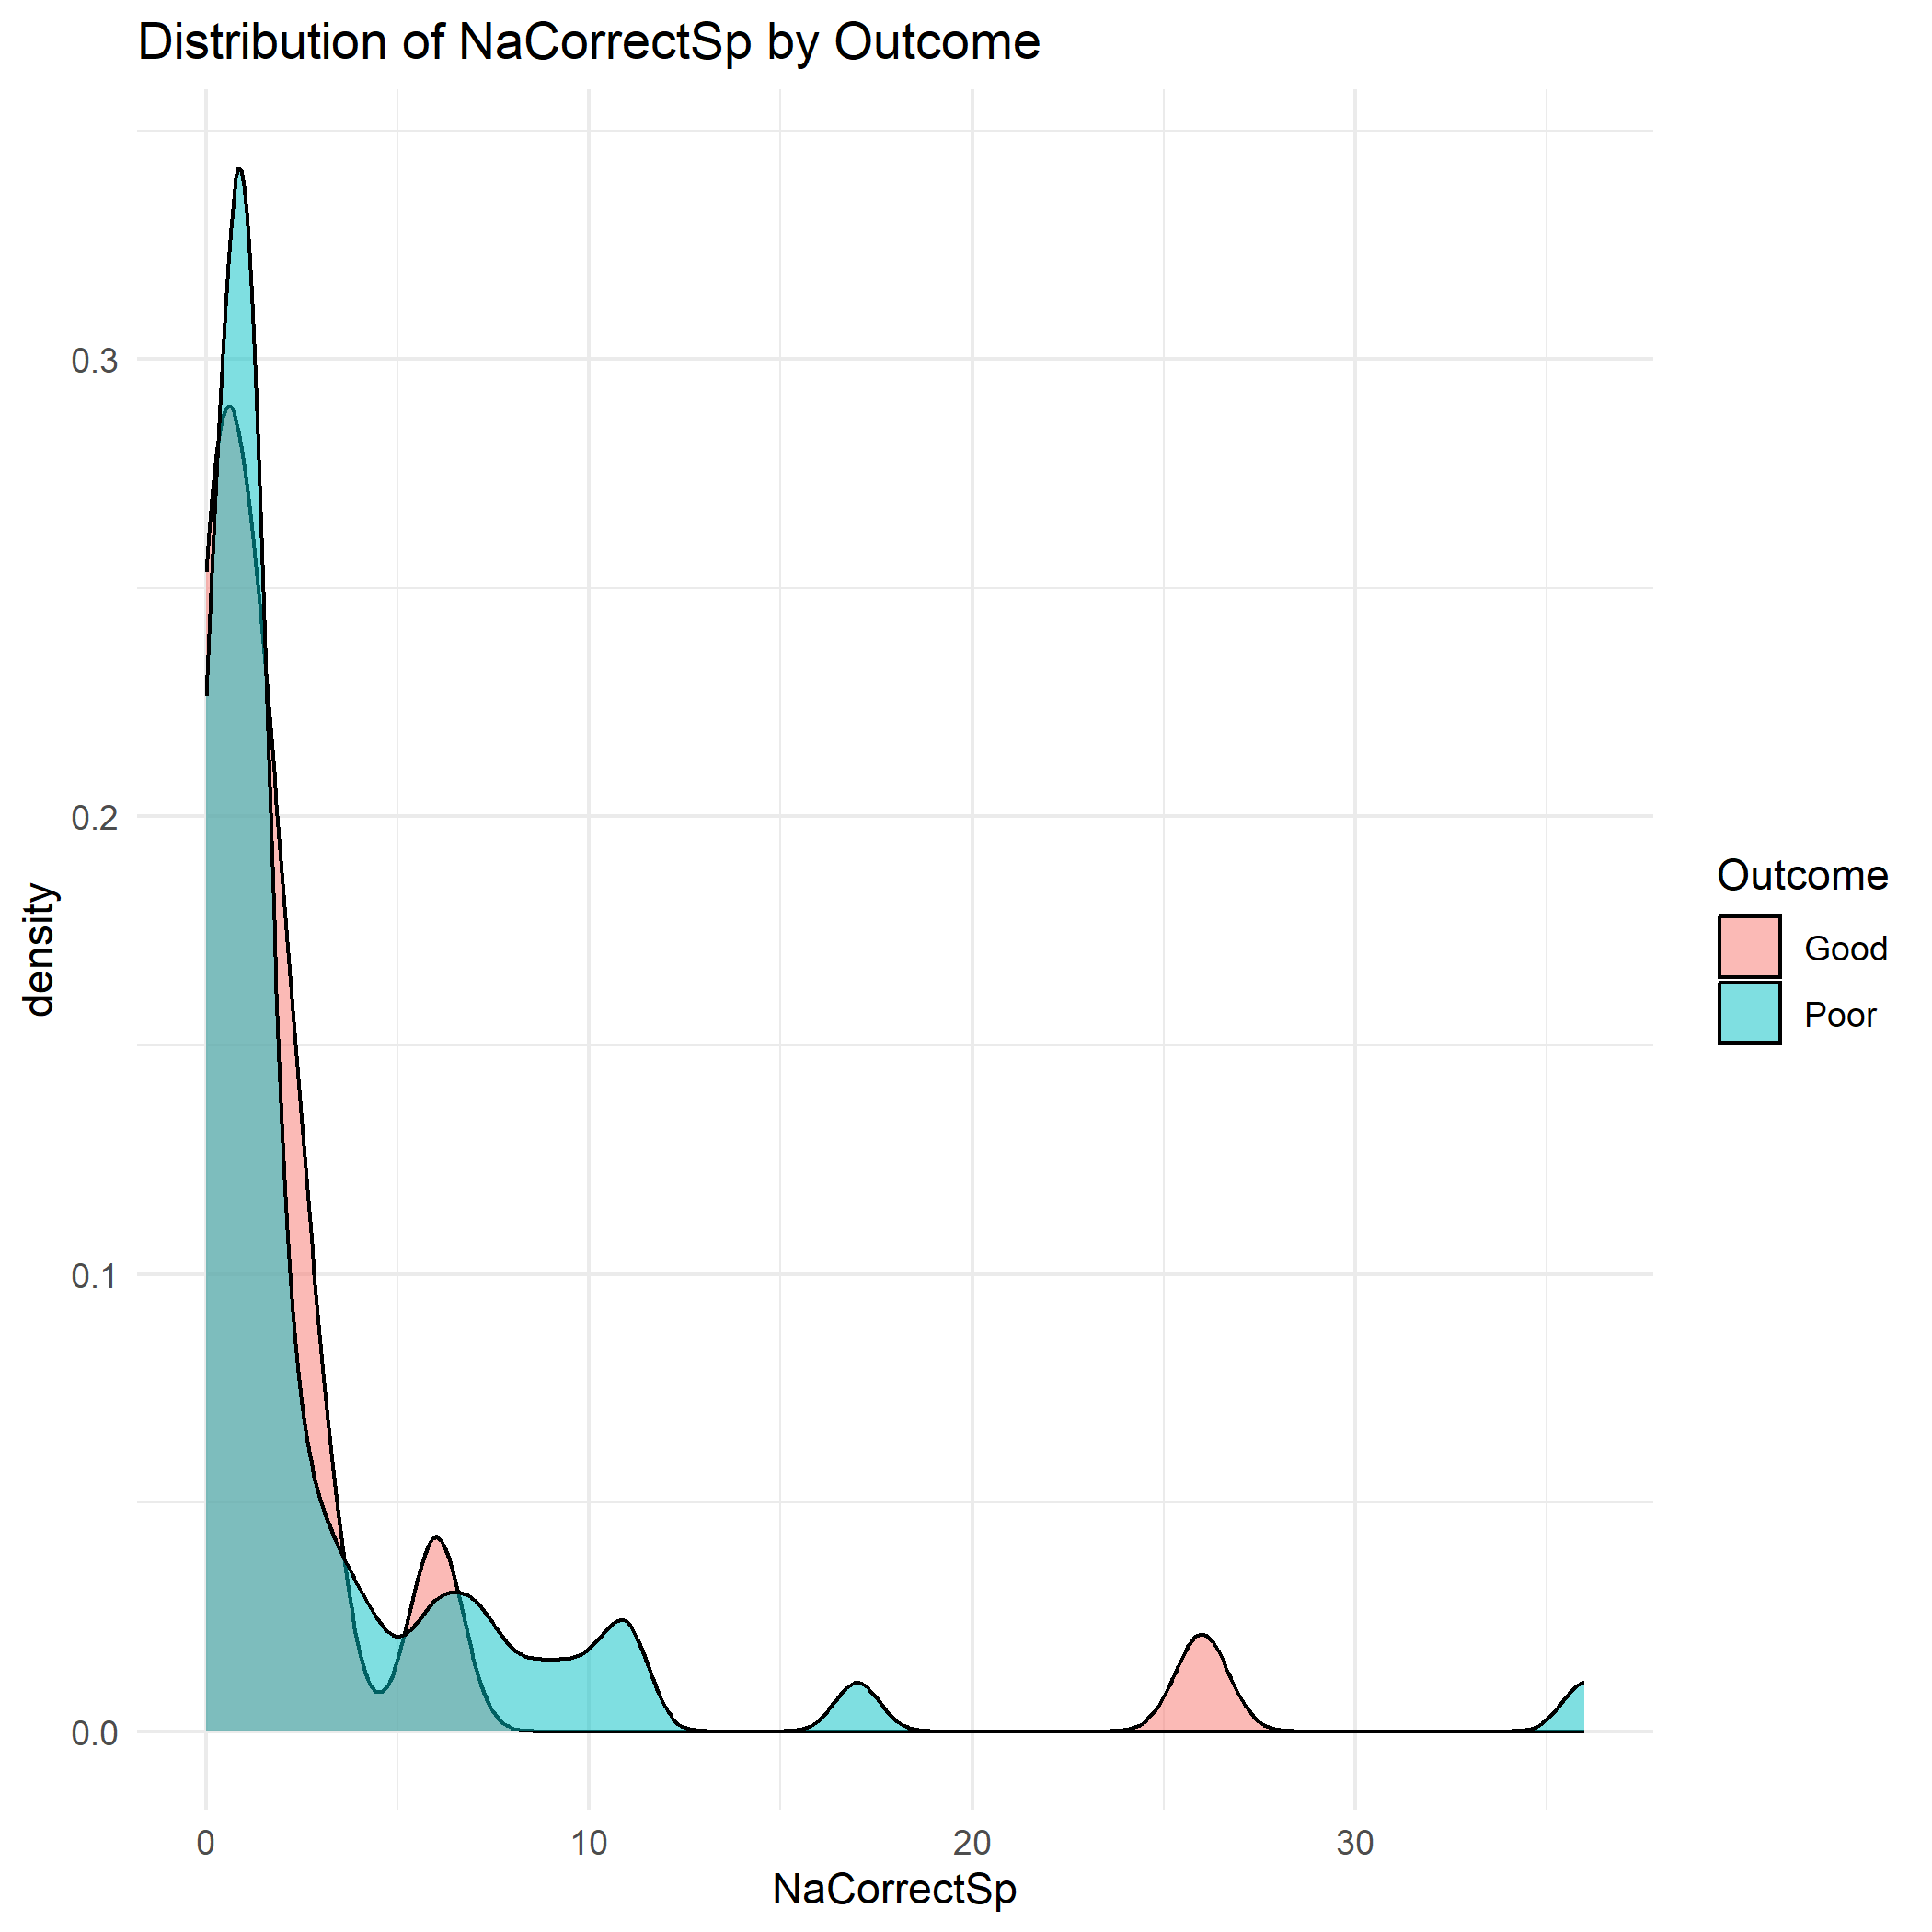 Distribution of NaCorrectSp by Outcome
0.3
0.2
0.1
0.0
density
0 10 20 30
NaCorrectSp
Outcome
Good
Poor